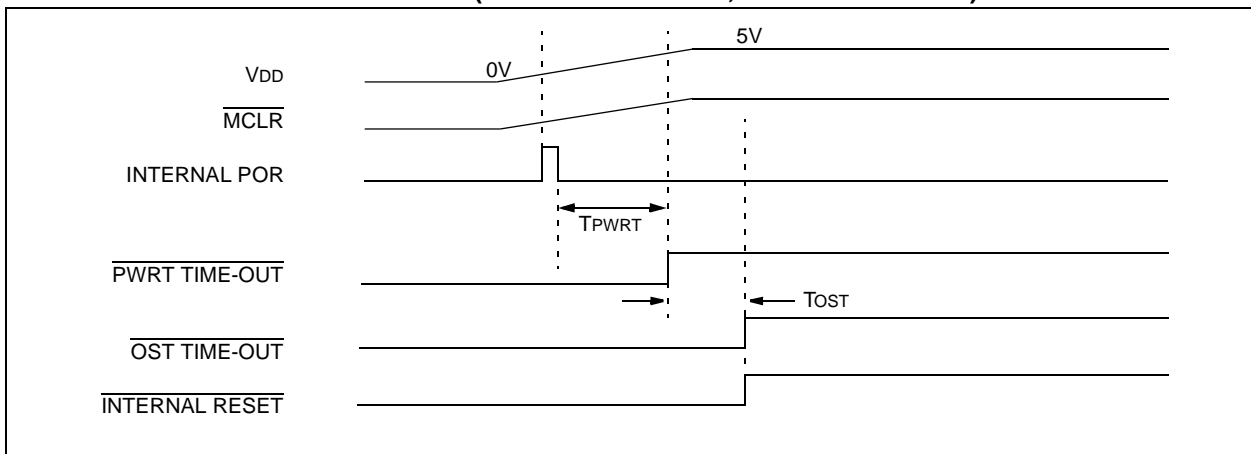 5V
VDD
0V
MCLR
INTERNAL POR
TPWRT
PWRT TIME-OUT
TOST
OST TIME-OUT
INTERNAL RESET